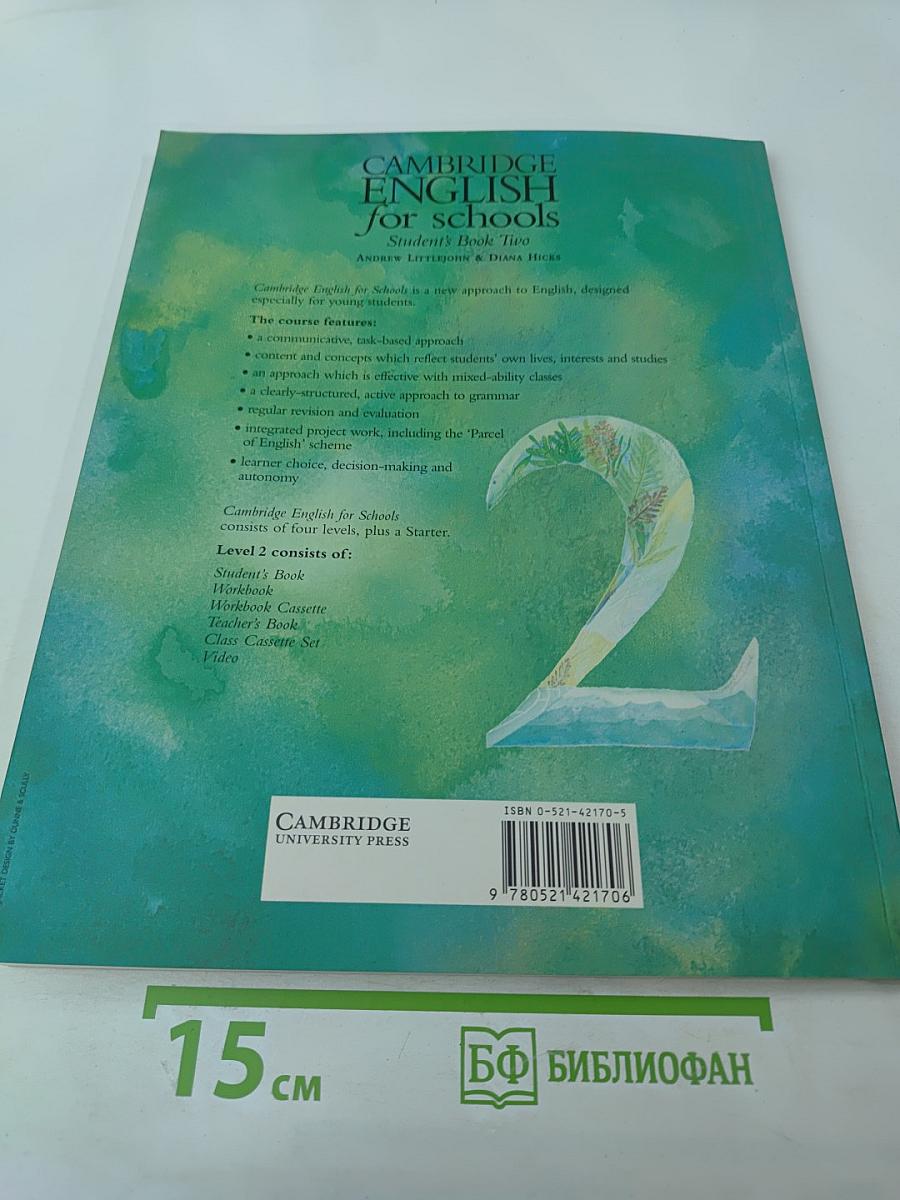 CAMBRIDGE
ENGLISH
for schools
Student's Book Two
ANDREW LITTLEJOHN & DIANA HICKS
Cambridge English for Schools is a new approach to English, designed
especially for young students.
The course features:
• a communicative, task-based approach
• content and concepts which reflect students' own lives, interests and studies
• an approach which is effective with mixed-ability classes
• a clearly-structured, active approach to grammar
• regular revision and evaluation
• integrated project work, including the 'Parcel
of English' scheme
• learner choice, decision-making and
autonomy
Cambridge English for Schools
consists of four levels, plus a Starter.
Level 2 consists of:
Student's Book
Workbook
Workbook Cassette
Teacher's Book
Class Cassette Set
Video
2
DESIGN BY DUNNE & SCULLY
CAMBRIDGE
UNIVERSITY PRESS
ISBN 0-521-42170-5
9 780521 421706
15 см
БФ БИБЛИОФАН